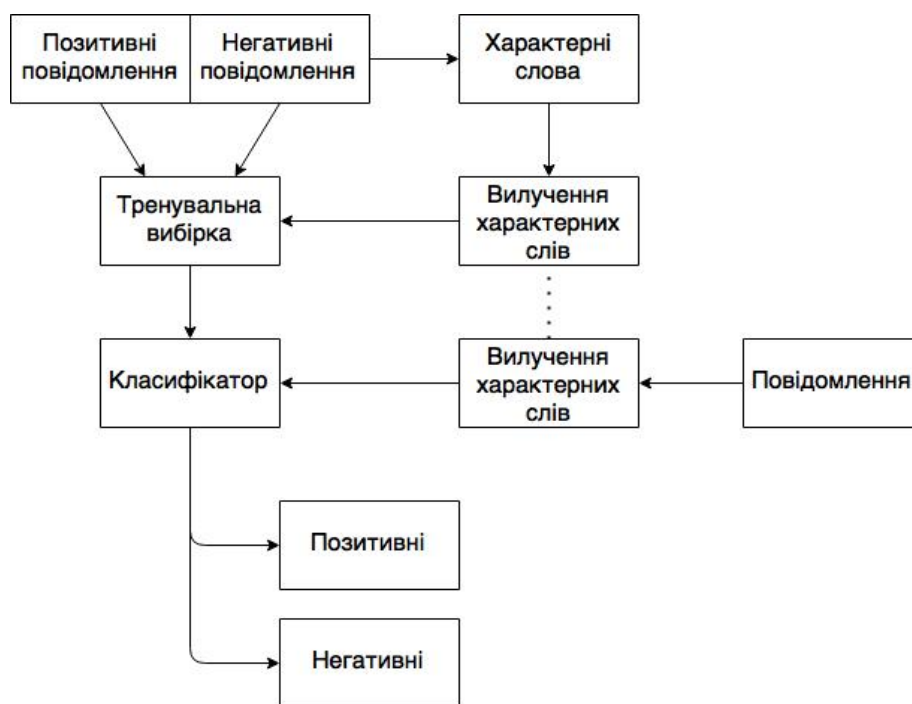 Позитивні
повідомлення
Негативні
повідомлення
Характерні
слова
Тренувальна
вибірка
Вилучення
характерних
слів
Класифікатор
Вилучення
характерних
слів
Повідомлення
Позитивні
Негативні